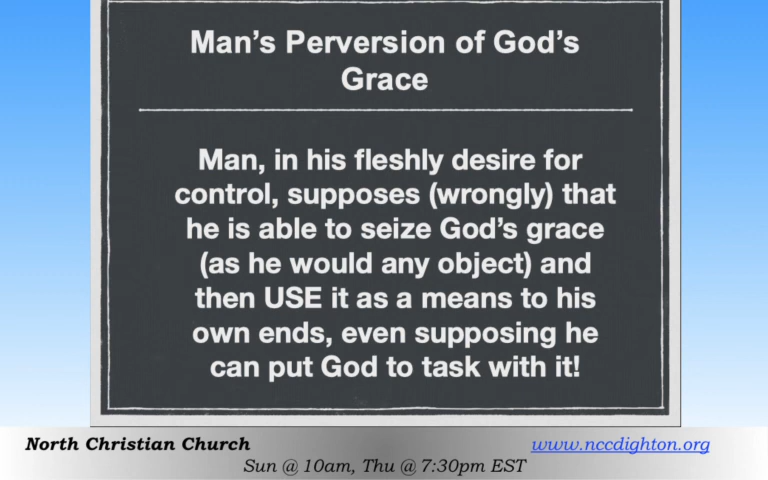 Man’s Perversion of God’s
Grace
Man, in his fleshly desire for
control, supposes (wrongly) that
he is able to seize God’s grace
(as he would any object) and
then USE it as a means to his
own ends, even supposing he
can put God to task with it!
North Christian Church
www.nccdighton.org
Sun @ 10am, Thu @ 7:30pm EST